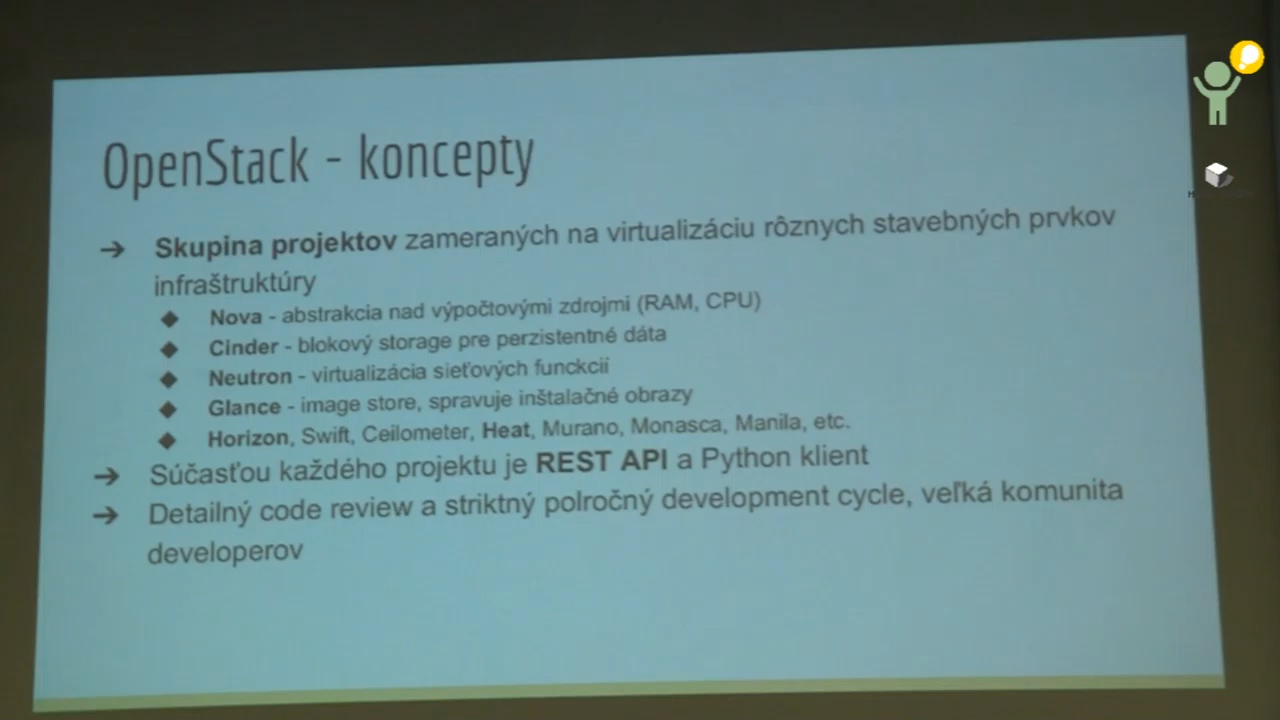 OpenStack - koncepty
➔ Skupina projektov zameraných na virtualizáciu rôznych stavebných prvkov
infraštruktúry
◆ Nova - abstrakcia nad výpočtovými zdrojmi (RAM, CPU)
◆ Cinder - blokový storage pre perzistentné dáta
◆ Neutron - virtualizácia sieťových funkcií
◆ Glance - image store, spravuje inštalačné obrazy
◆ Horizon, Swift, Ceilometer, Heat, Murano, Monasca, Manila, etc.
➔ Súčasťou každého projektu je REST API a Python klient
➔ Detailný code review a striktný polročný development cycle, veľká komunita
developerov